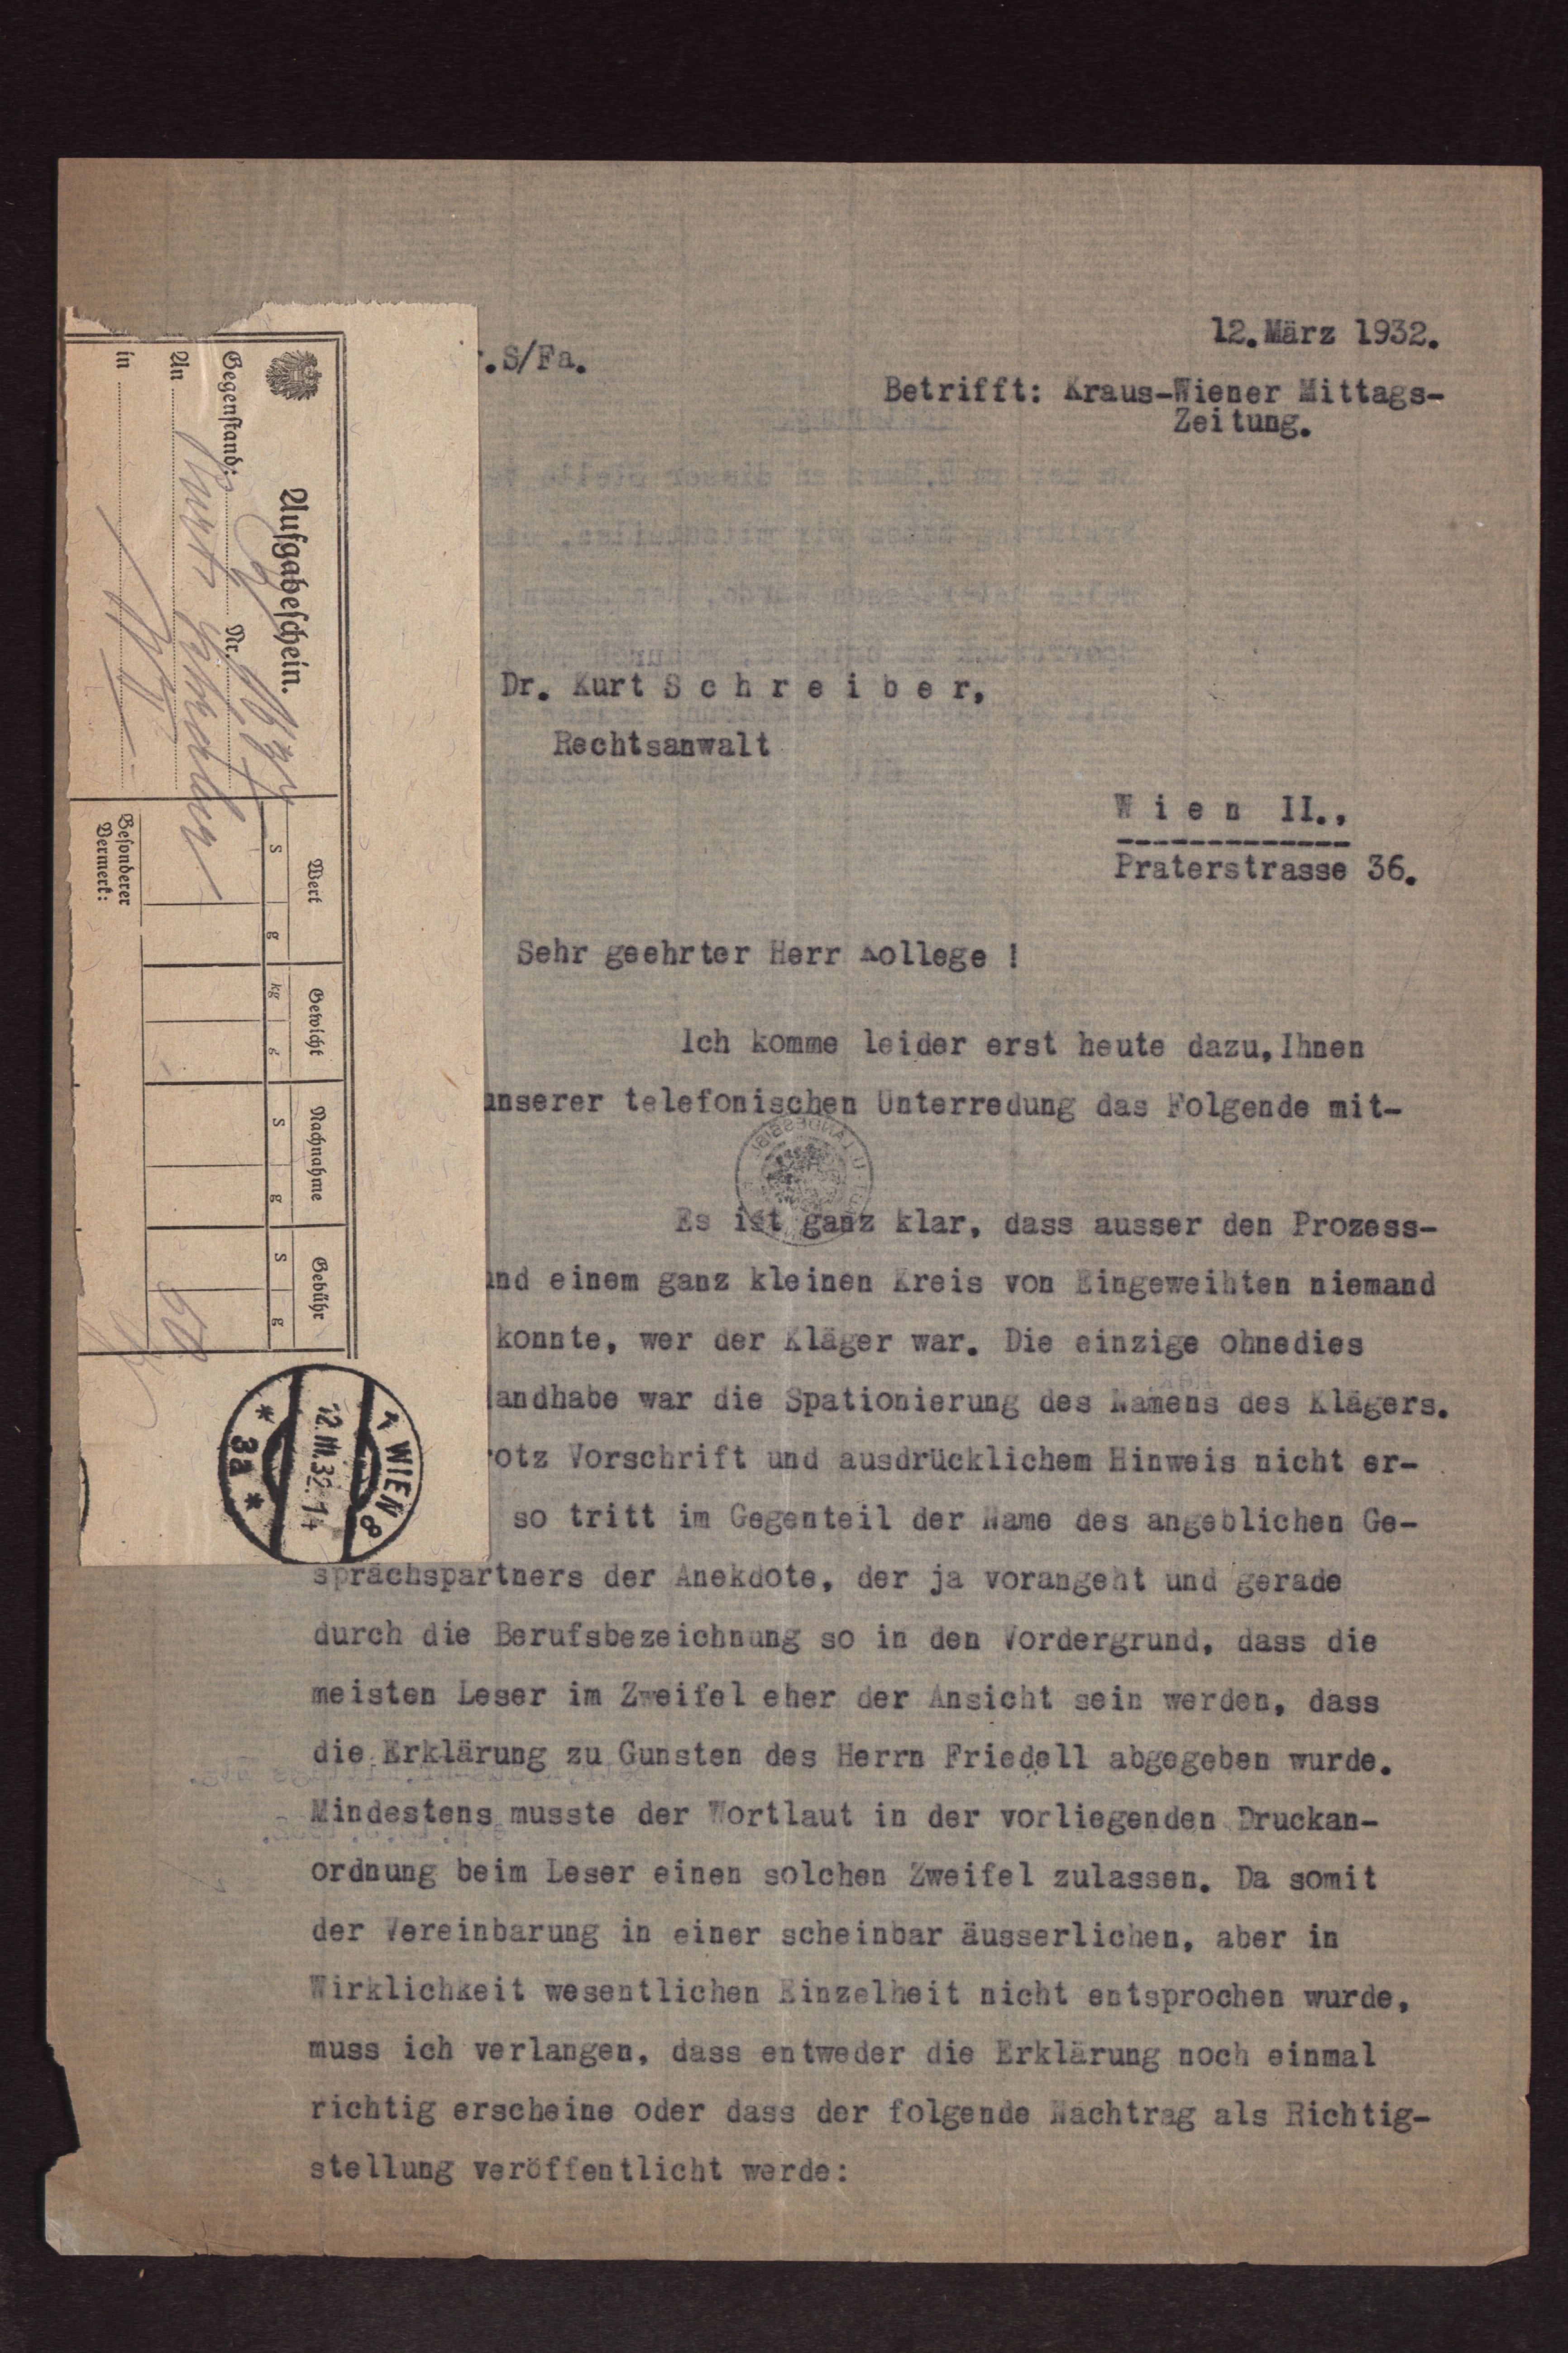 12.März 1932.
.S/Fa.
Betrifft: Kraus-Wiener Mittags-
Zeitung.
Dr. Kurt S c h r e i b e r,
Rechtsanwalt
W i e n II.,
Praterstrasse 36.
Sehr geehrter Herr Kollege !
Ich komme leider erst heute dazu, Ihnen
unserer telefonischen Unterredung das Folgende mit-
Es ist ganz klar, dass ausser den Prozess-
und einem ganz kleinen Kreis von Eingeweihten niemand
konnte, wer der Kläger war. Die einzige ohnedies
andhabe war die Spationierung des Namens des Klägers.
rotz Vorschrift und ausdrücklichem Hinweis nicht er-
so tritt im Gegenteil der Name des angeblichen Ge-
sprächspartners der Anekdote, der ja vorangeht und gerade
durch die Berufsbezeichnung so in den Vordergrund, dass die
meisten Leser im Zweifel eher der Ansicht sein werden, dass
die Erklärung zu Gunsten des Herrn Friedell abgegeben wurde.
Mindestens musste der Wortlaut in der vorliegenden Druckan-
ordnung beim Leser einen solchen Zweifel zulassen. Da somit
der Vereinbarung in einer scheinbar äusserlichen, aber in
Wirklichkeit wesentlichen Einzelheit nicht entsprochen wurde,
muss ich verlangen, dass entweder die Erklärung noch einmal
richtig erscheine oder dass der folgende Nachtrag als Richtig-
stellung veröffentlicht werde:
Aufgabeschein.
Gegenstand: Nr.
An Kurt Schreiber
in
Wert
S g
Gewicht
kg
Nachnahme
S g
Gebühr
S g
50
Besonderer
Vermerk:
1 WIEN 8
12.III.32.14
* 3a *